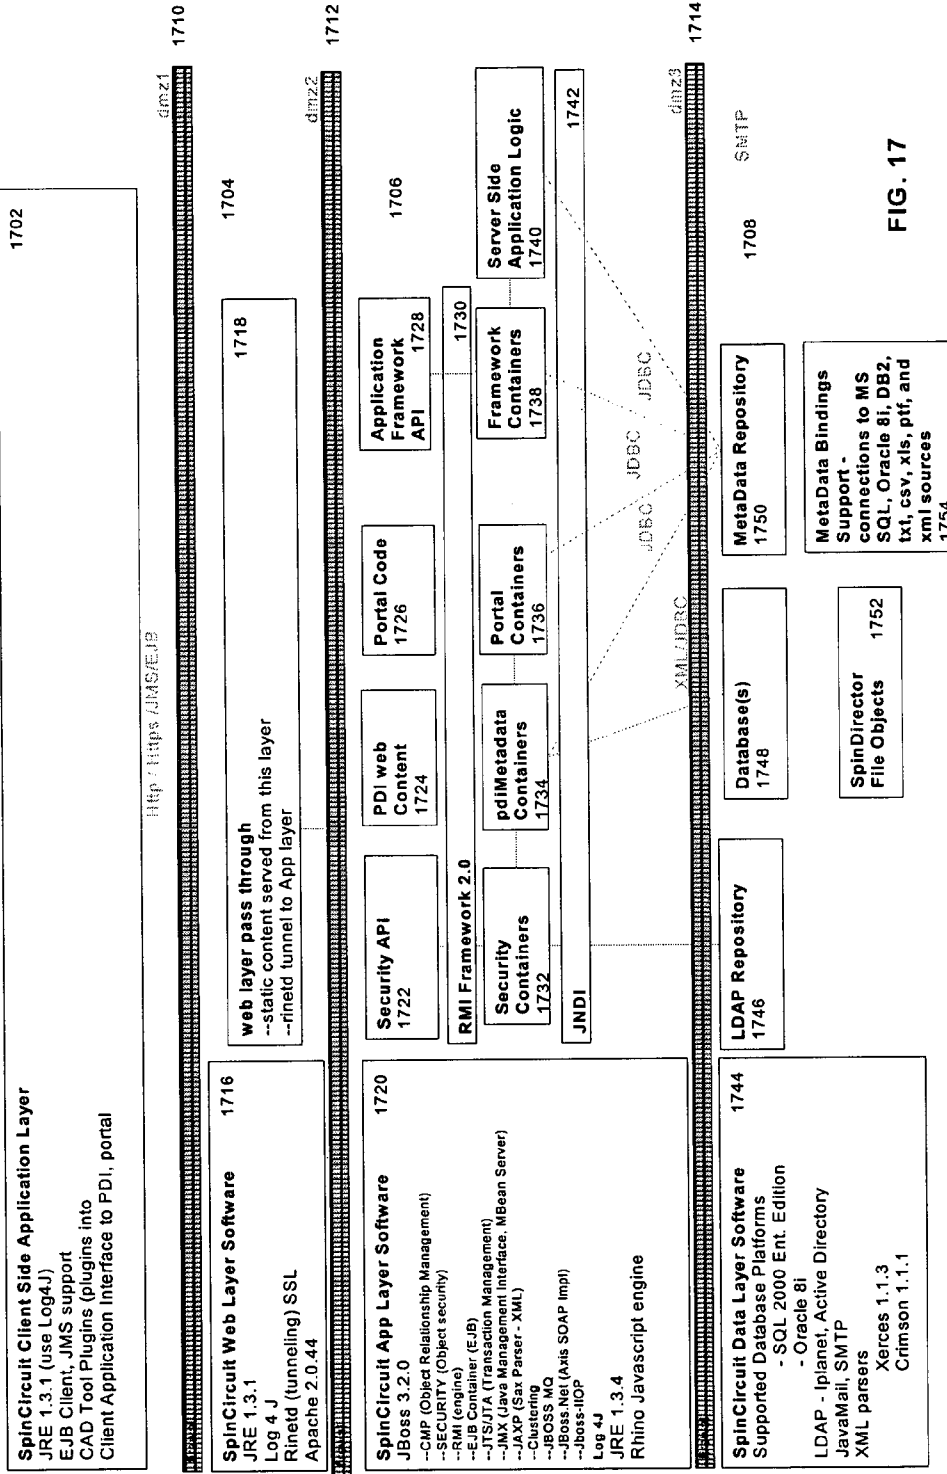 SpinCircuit Client Side Application Layer
1702
JRE 1.3.1 (use Log4J)
EJB Client, JMS support
CAD Tool Plugins (plugins into
Client Application Interface to PDI, portal
Http / Https /JMS/EJB
dmz1
1710
SpinCircuit Web Layer Software
JRE 1.3.1
1716
Log 4 J
Rinetd (tunneling) SSL
Apache 2.0.44
web layer pass through
1718
--static content served from this layer
--rinetd tunnel to App layer
1704
dmz2
1712
SpinCircuit App Layer Software
1720
JBoss 3.2.0
--CMP (Object Relationship Management)
--SECURITY (Object security)
--RMI (engine)
--EJB Container (EJB)
--JTS/JTA (Transaction Management)
--JMX (Java Management Interface, MBean Server)
--JAXP (Sax Parser - XML)
--Clustering
--JBOSS MQ
--JBoss.Net (Axis SOAP Impl)
--Jboss-IIOP
Log 4J
JRE 1.3.4
Rhino Javascript engine
Security API
1722
PDI web
Content
1724
Portal Code
1726
Application
Framework
API 1728
1706
RMI Framework 2.0
1730
Security
Containers
1732
pdiMetadata
Containers
1734
Portal
Containers
1736
Framework
Containers
1738
Server Side
Application Logic
1740
JNDI
1742
XML/JDBC
JDBC
JDBC
JDBC
dmz3
1714
SpinCircuit Data Layer Software
1744
Supported Database Platforms
- SQL 2000 Ent. Edition
- Oracle 8i
LDAP - Iplanet, Active Directory
JavaMail, SMTP
XML parsers
Xerces 1.1.3
Crimson 1.1.1
LDAP Repository
1746
Database(s)
1748
MetaData Repository
1750
1708
SMTP
SpinDirector
File Objects 1752
MetaData Bindings
Support -
connections to MS
SQL, Oracle 8i, DB2,
txt, csv, xls, ptf, and
xml sources
1754
FIG. 17